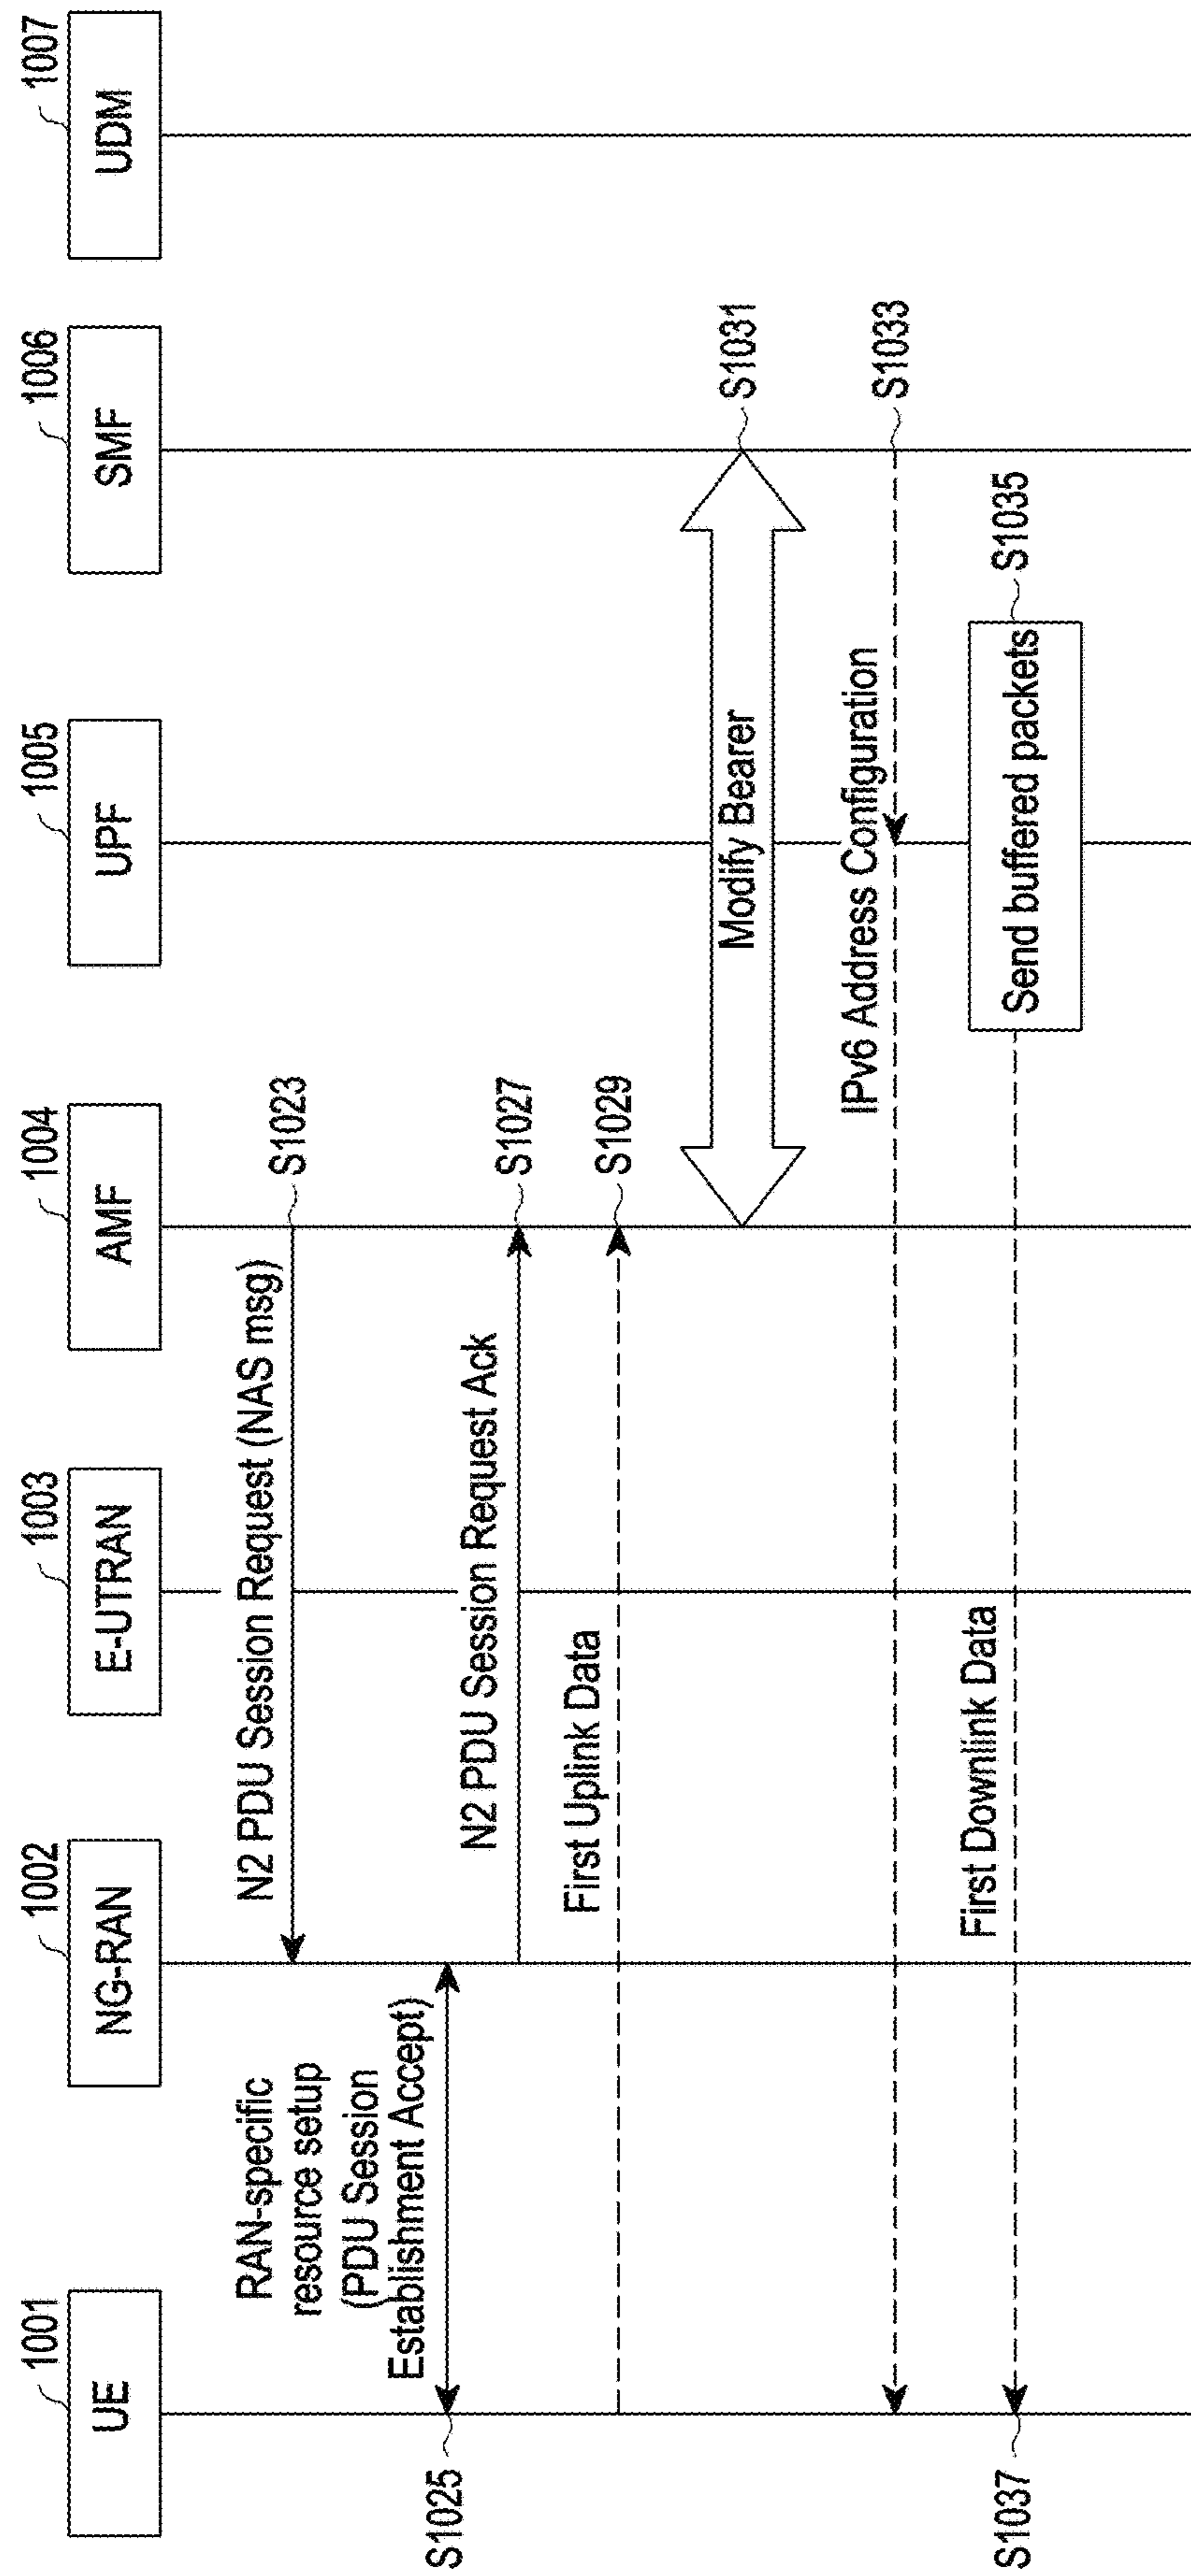 1001
UE
1002
NG-RAN
1003
E-UTRAN
1004
AMF
1005
UPF
1006
SMF
1007
UDM
N2 PDU Session Request (NAS msg)
S1023
RAN-specific
resource setup
(PDU Session
Establishment Accept)
S1025
N2 PDU Session Request Ack
S1027
First Uplink Data
S1029
Modify Bearer
S1031
IPv6 Address Configuration
S1033
Send buffered packets
S1035
First Downlink Data
S1037